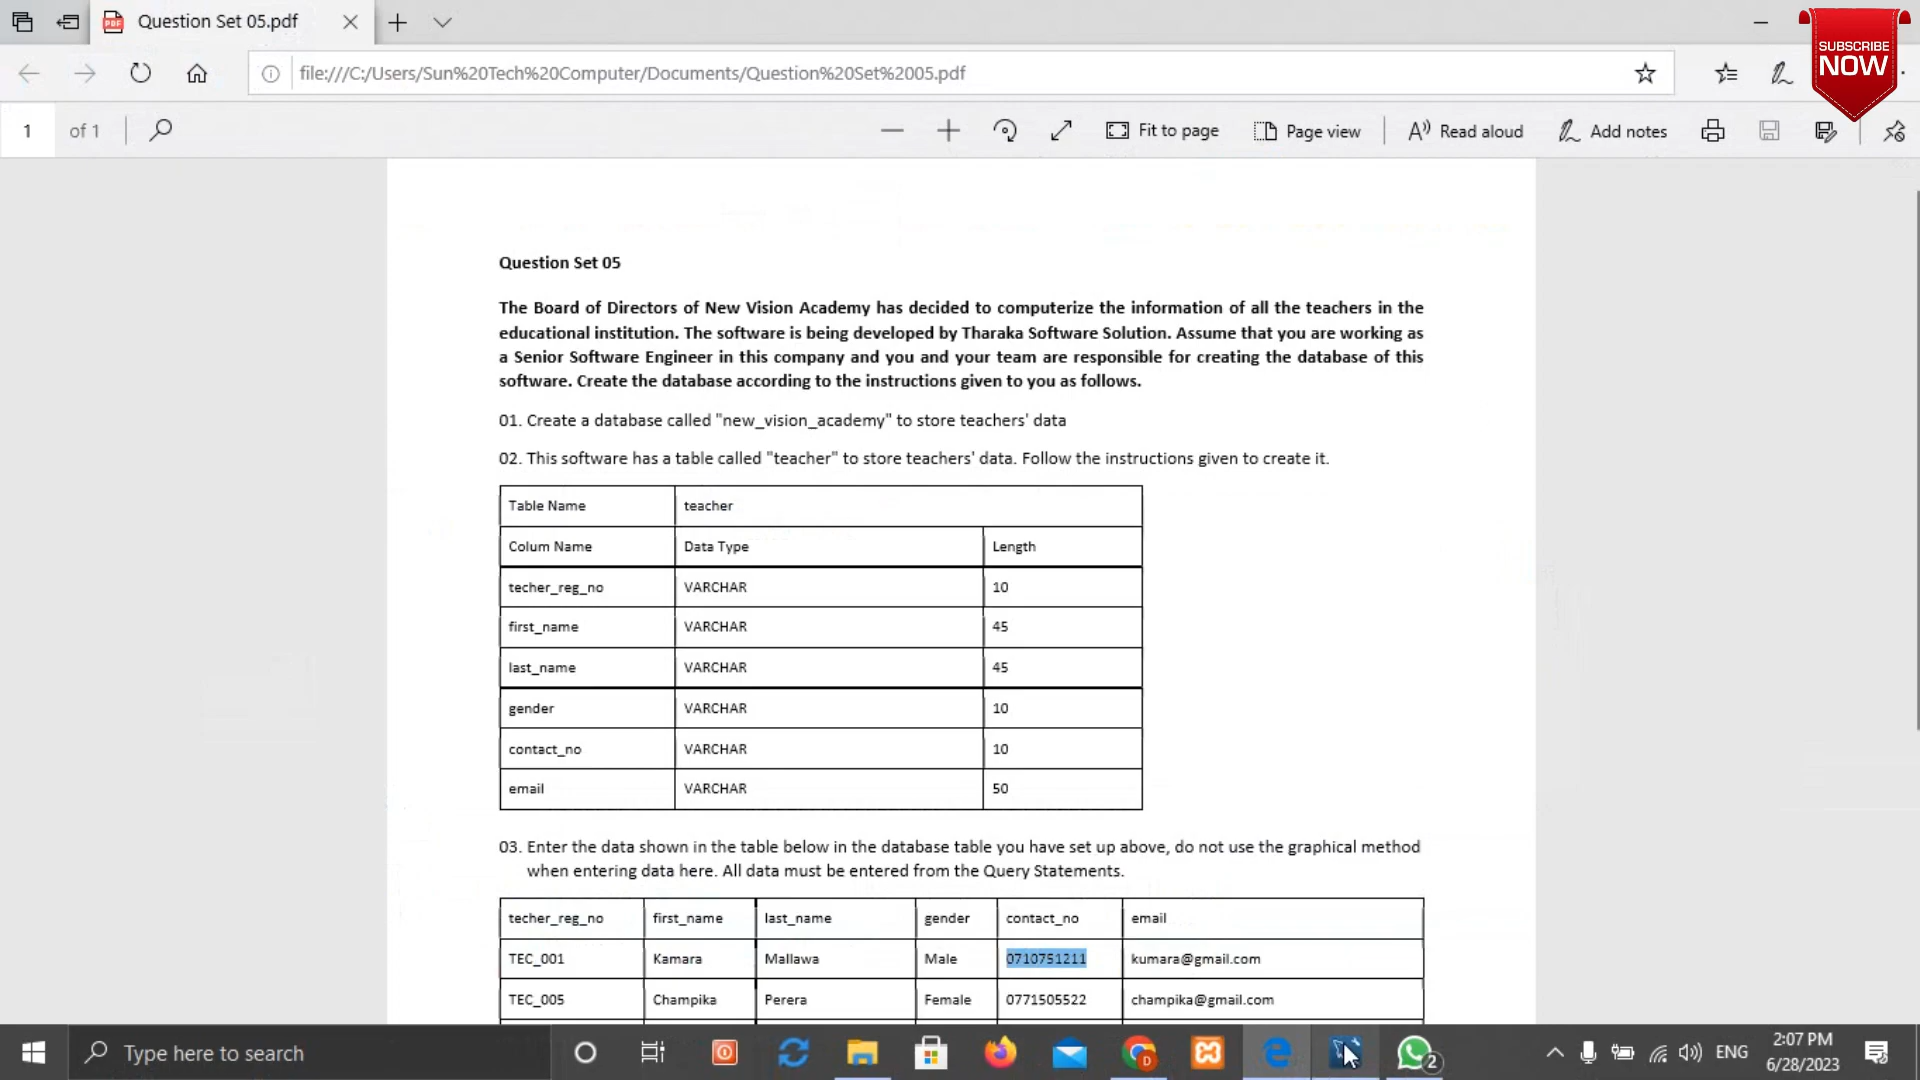 Question Set 05.pdf
SUBSCRIBE
NOW
file:///C:/Users/Sun%20Tech%20Computer/Documents/Question%20Set%2005.pdf
1 of 1
Fit to page
Page view
Read aloud
Add notes
Question Set 05
The Board of Directors of New Vision Academy has decided to computerize the information of all the teachers in the
educational institution. The software is being developed by Tharaka Software Solution. Assume that you are working as
a Senior Software Engineer in this company and you and your team are responsible for creating the database of this
software. Create the database according to the instructions given to you as follows.
01. Create a database called "new_vision_academy" to store teachers' data
02. This software has a table called "teacher" to store teachers' data. Follow the instructions given to create it.
Table Name teacher
Colum Name Data Type Length
techer_reg_no VARCHAR 10
first_name VARCHAR 45
last_name VARCHAR 45
gender VARCHAR 10
contact_no VARCHAR 10
email VARCHAR 50
03. Enter the data shown in the table below in the database table you have set up above, do not use the graphical method
when entering data here. All data must be entered from the Query Statements.
techer_reg_no first_name last_name gender contact_no email
TEC_001 Kamara Mallawa Male 0710751211 kumara@gmail.com
TEC_005 Champika Perera Female 0771505522 champika@gmail.com
Type here to search
2
ENG
2:07 PM
6/28/2023